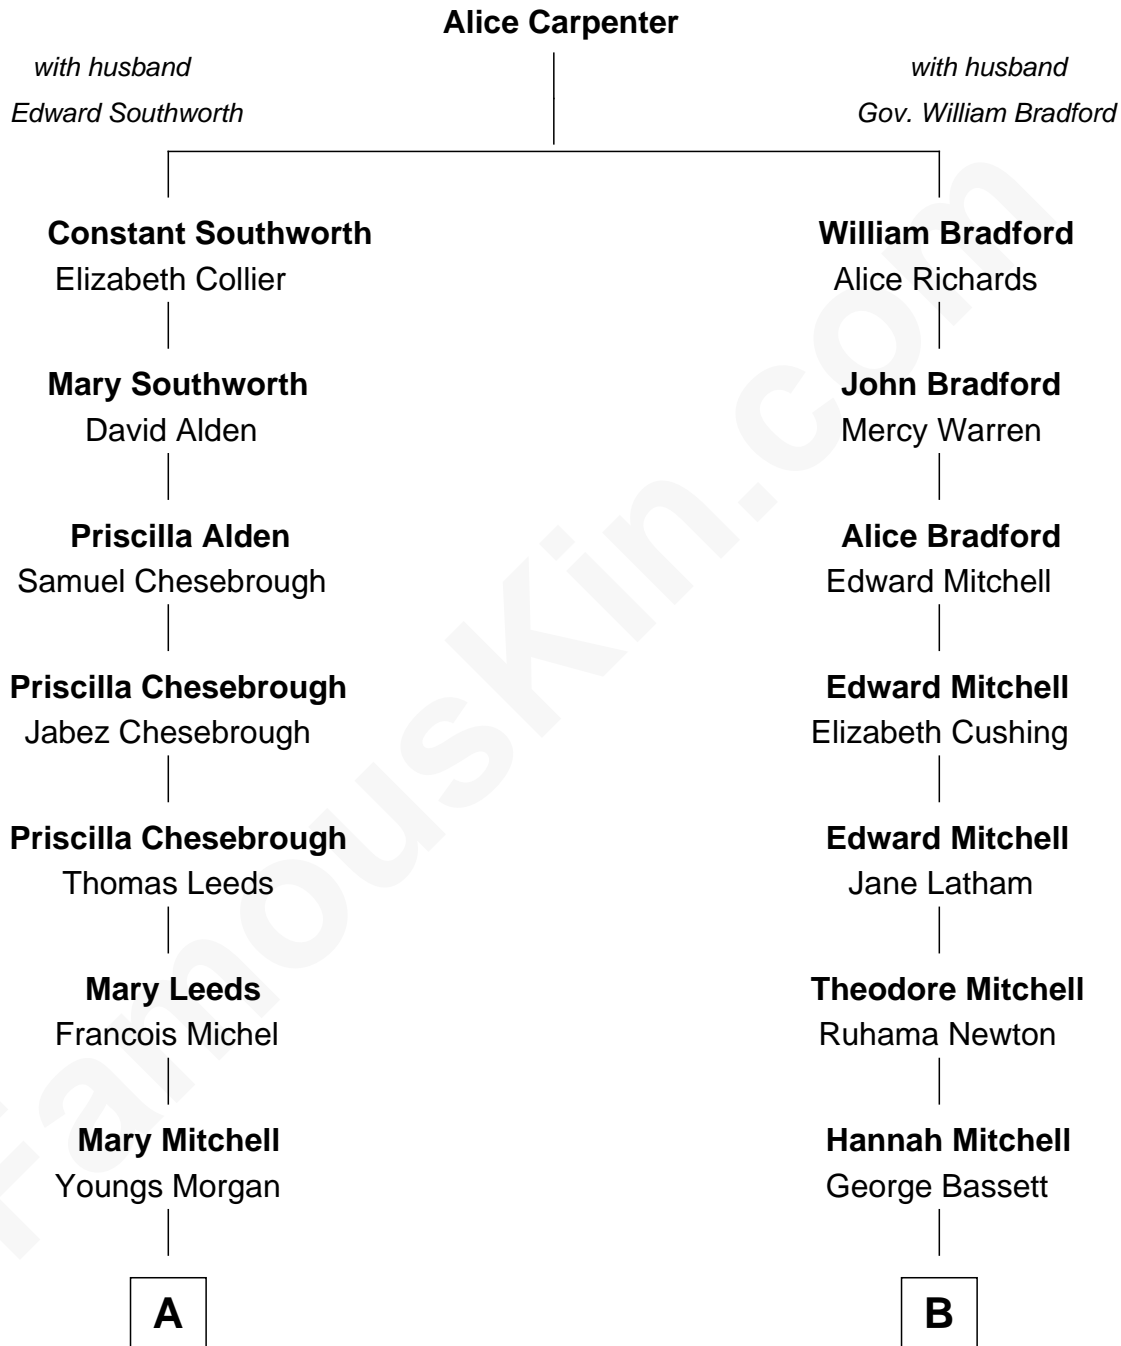 Alice Carpenter
with husband
Edward Southworth
with husband
Gov. William Bradford
Constant Southworth
Elizabeth Collier
William Bradford
Alice Richards
Mary Southworth
David Alden
John Bradford
Mercy Warren
Priscilla Alden
Samuel Chesebrough
Alice Bradford
Edward Mitchell
Priscilla Chesebrough
Jabez Chesebrough
Edward Mitchell
Elizabeth Cushing
Priscilla Chesebrough
Thomas Leeds
Edward Mitchell
Jane Latham
Mary Leeds
Francois Michel
Theodore Mitchell
Ruhama Newton
Mary Mitchell
Youngs Morgan
Hannah Mitchell
George Bassett
A
B
FamousKin.com